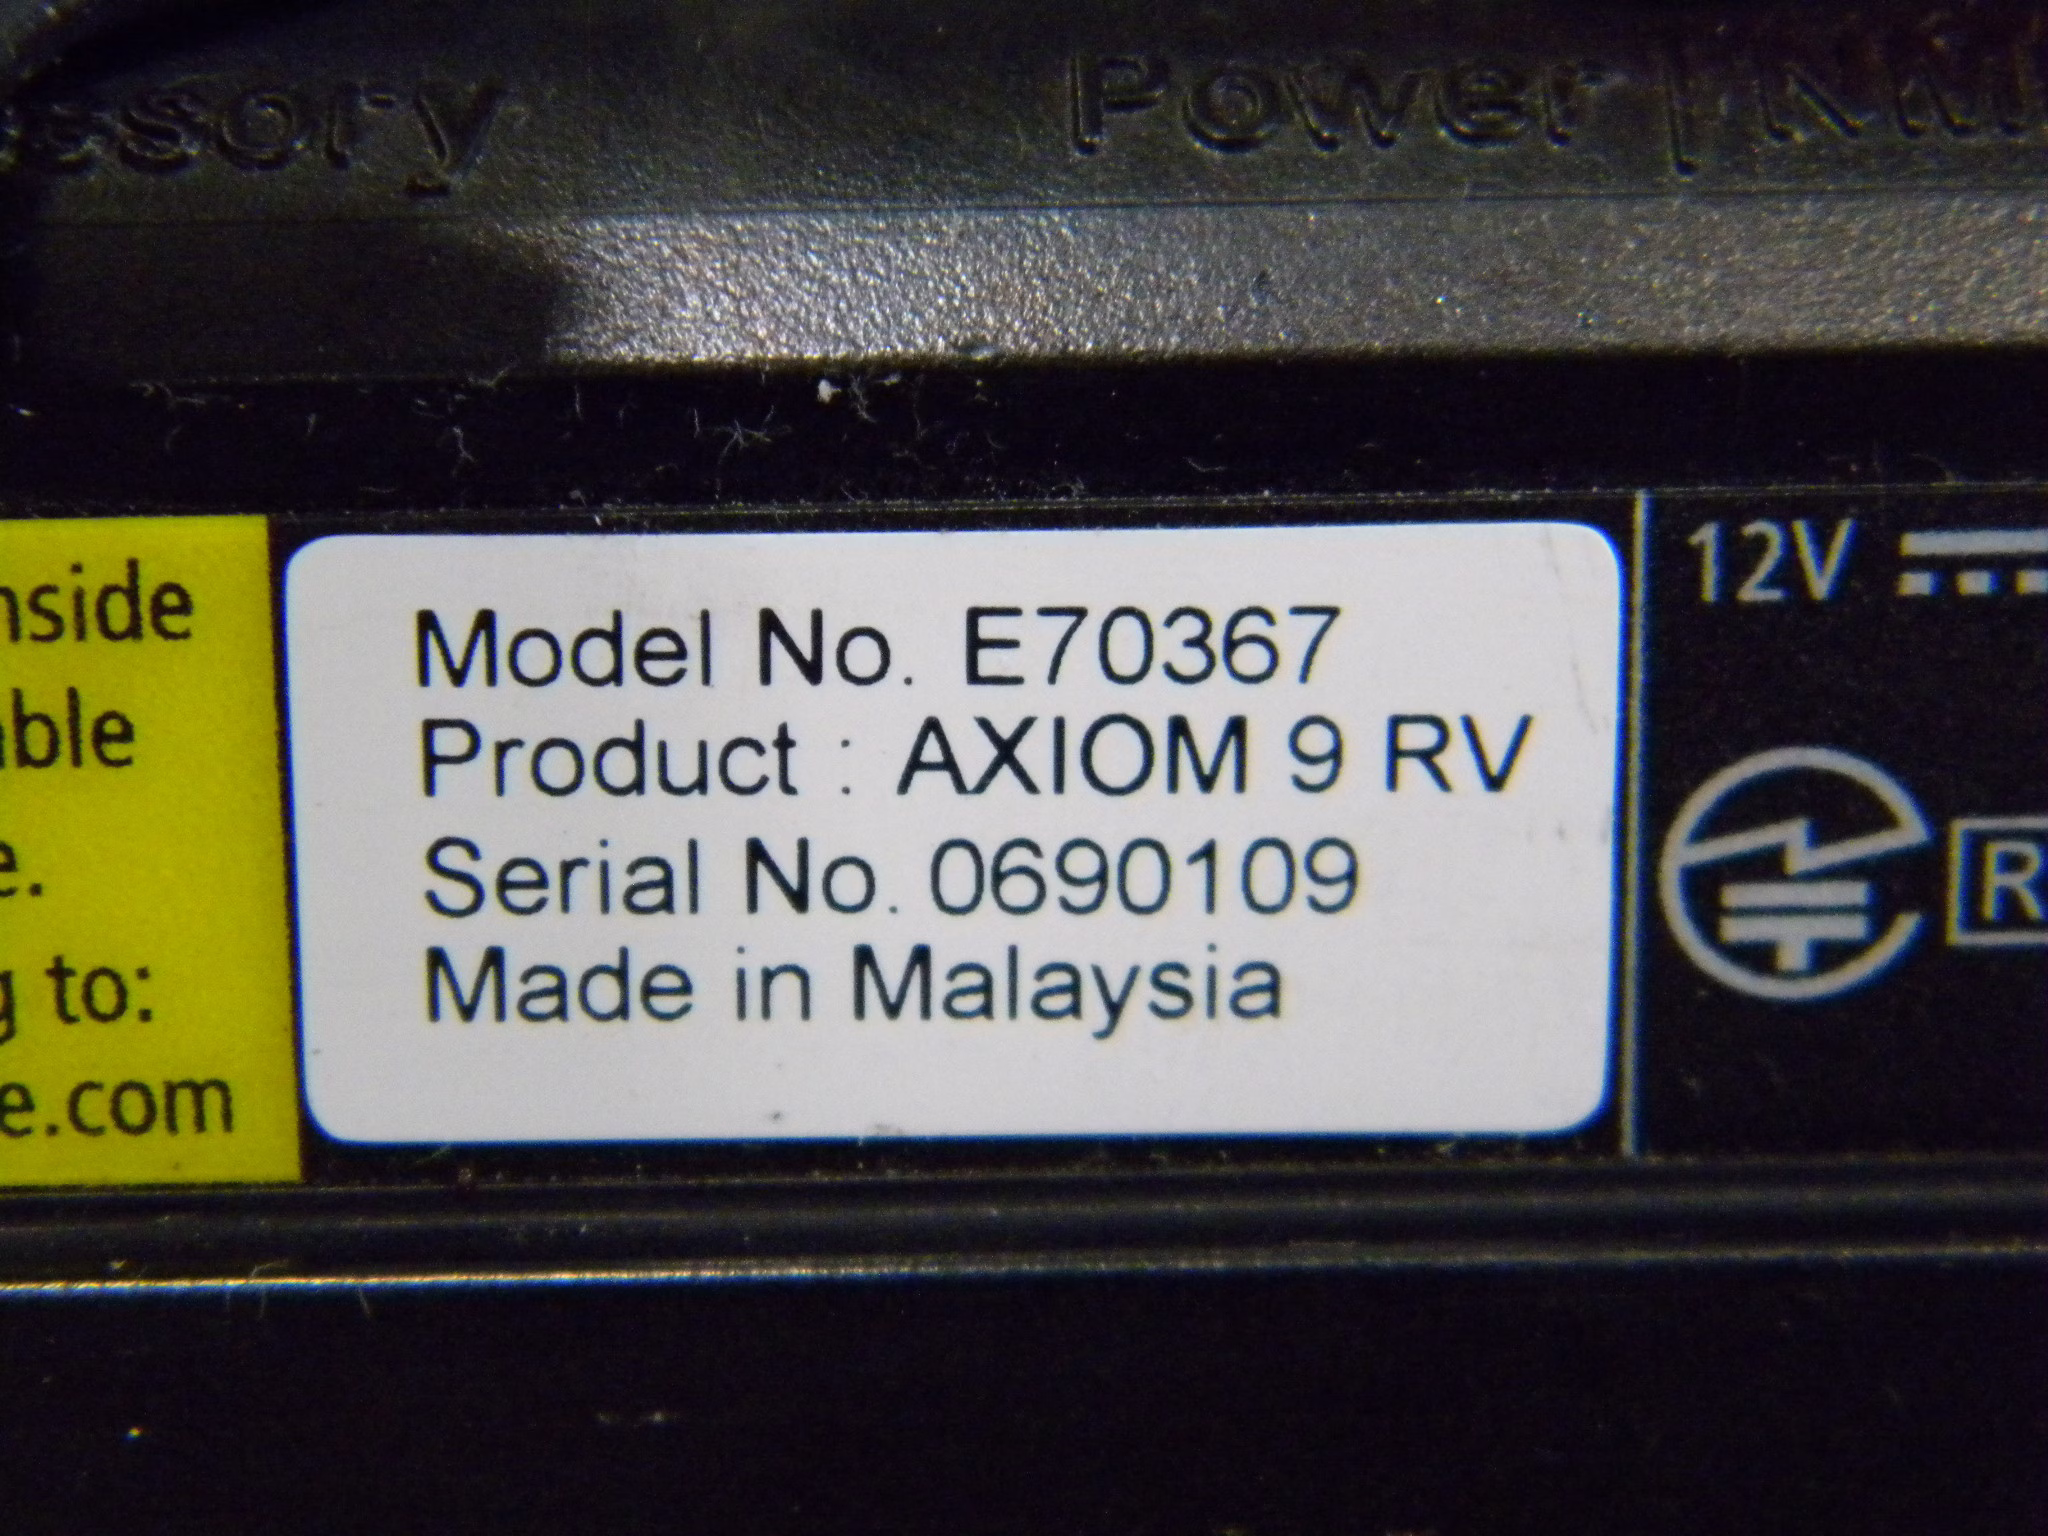 ssory
Power | NM
nside
able
e.
g to:
e.com
Model No. E70367
Product : AXIOM 9 RV
Serial No. 0690109
Made in Malaysia
12V
R